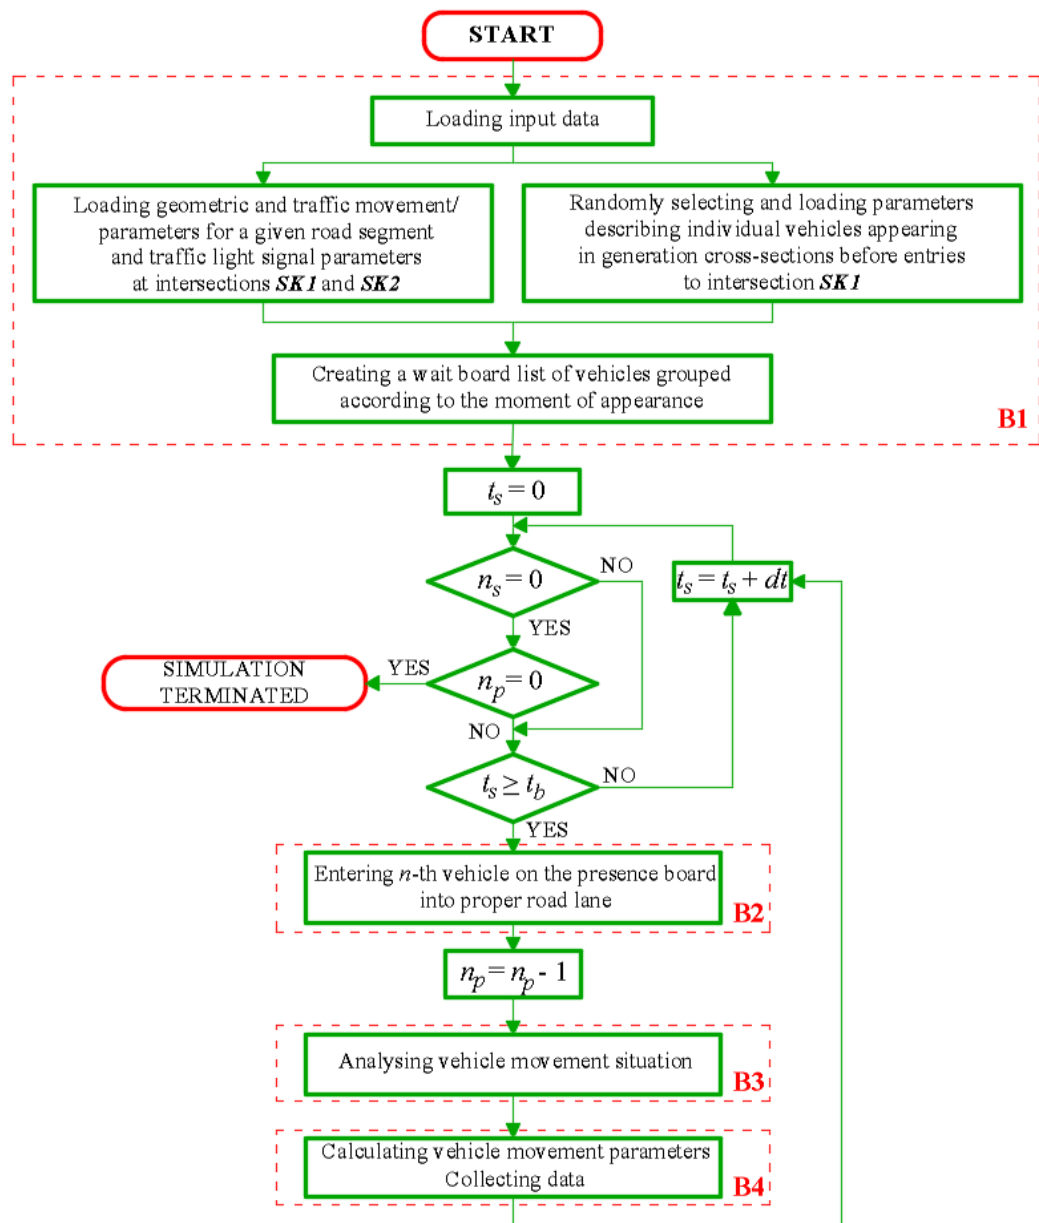 START
Loading input data
Loading geometric and traffic movement/
parameters for a given road segment
and traffic light signal parameters
at intersections SK1 and SK2
Randomly selecting and loading parameters
describing individual vehicles appearing
in generation cross-sections before entries
to intersection SK1
Creating a wait board list of vehicles grouped
according to the moment of appearance
B1
t_s = 0
n_s = 0
NO
t_s = t_s + dt
YES
SIMULATION
TERMINATED
YES
n_p = 0
NO
t_s ≥ t_b
NO
YES
Entering n-th vehicle on the presence board
into proper road lane
B2
n_p = n_p - 1
Analysing vehicle movement situation
B3
Calculating vehicle movement parameters
Collecting data
B4